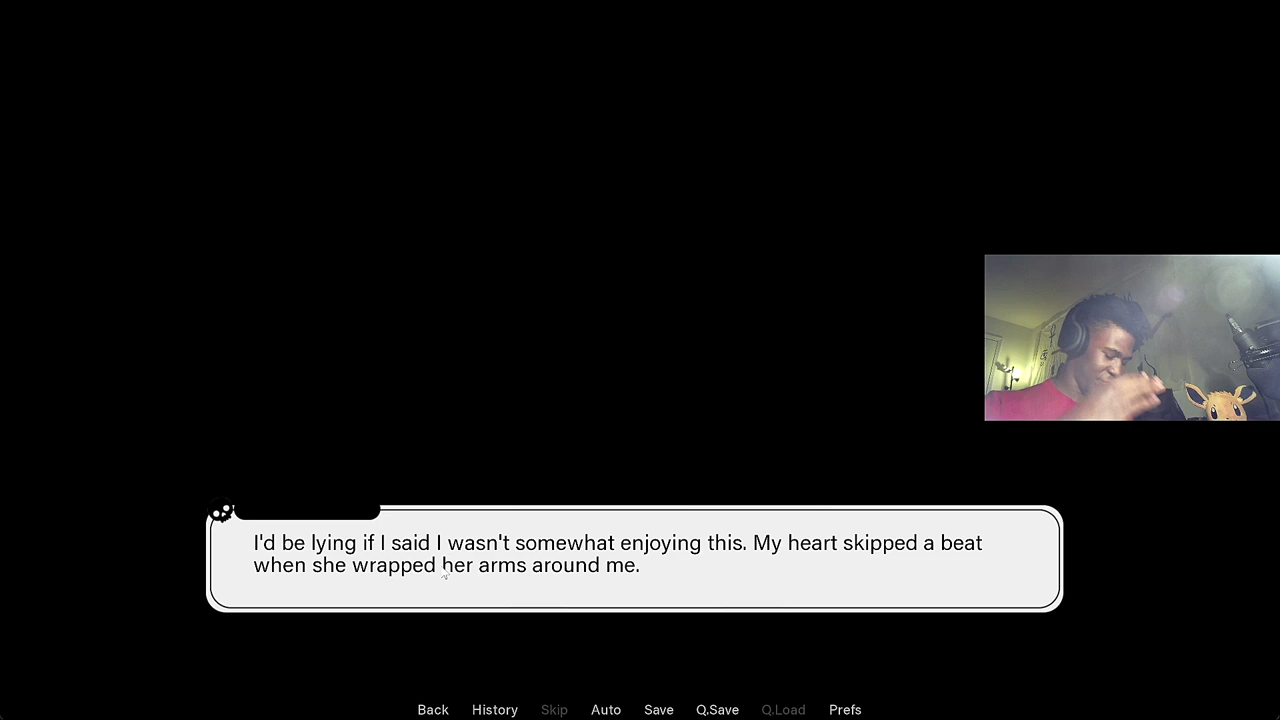 I'd be lying if I said I wasn't somewhat enjoying this. My heart skipped a beat
when she wrapped her arms around me.
Back History Skip Auto Save Q.Save Q.Load Prefs